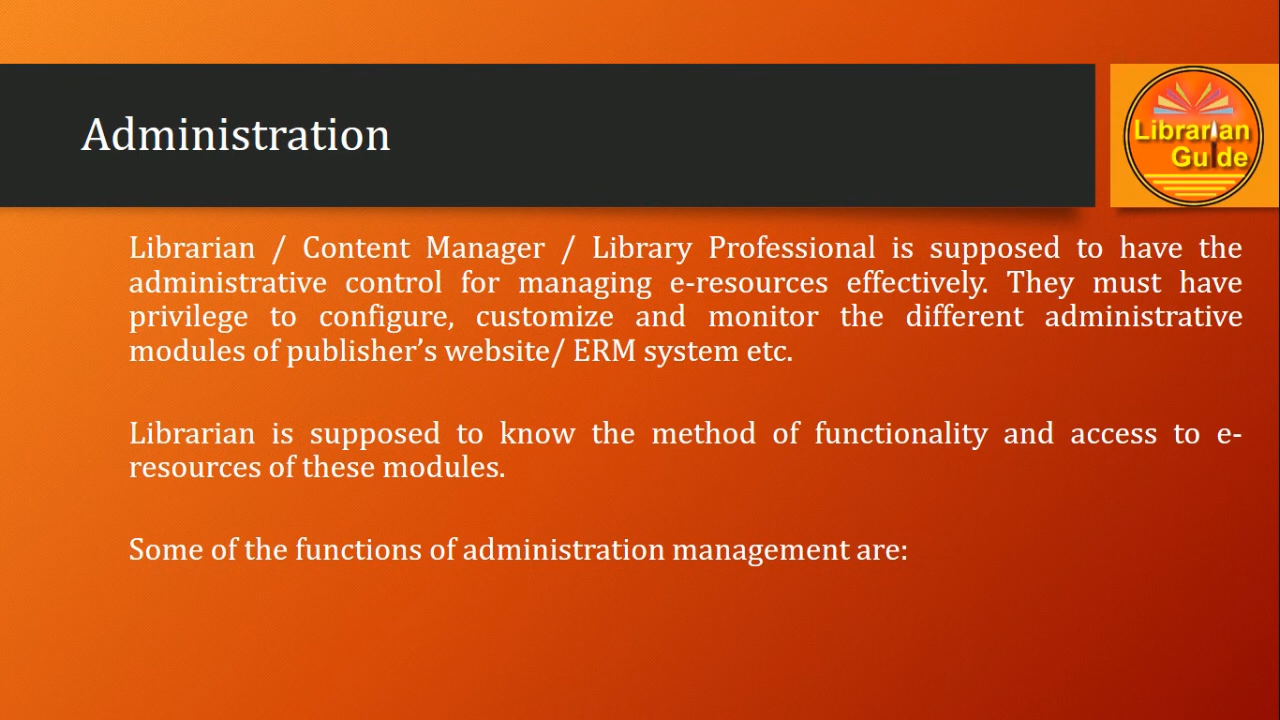 Administration
Librarian
Guide
Librarian / Content Manager / Library Professional is supposed to have the
administrative control for managing e-resources effectively. They must have
privilege to configure, customize and monitor the different administrative
modules of publisher’s website/ ERM system etc.
Librarian is supposed to know the method of functionality and access to e-
resources of these modules.
Some of the functions of administration management are: